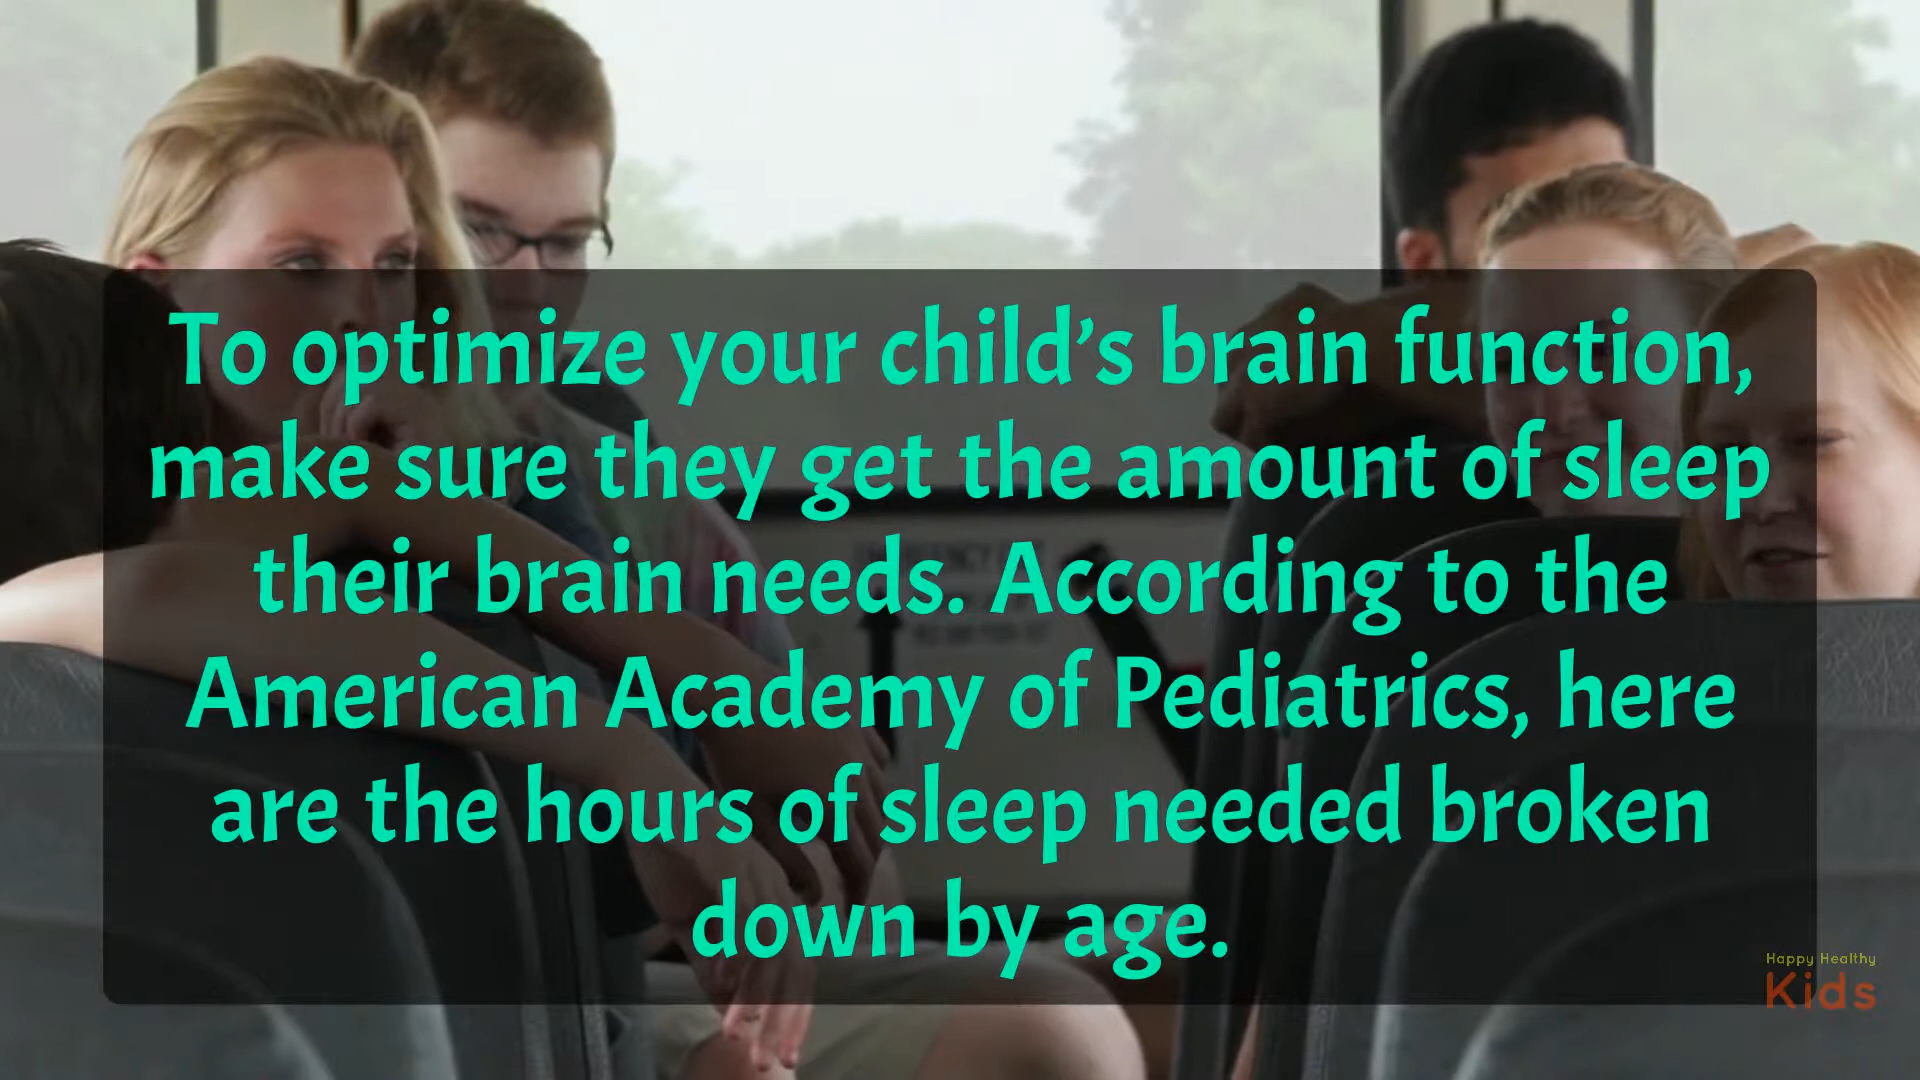 To optimize your child’s brain function,
make sure they get the amount of sleep
their brain needs. According to the
American Academy of Pediatrics, here
are the hours of sleep needed broken
down by age.
Happy Healthy
Kids